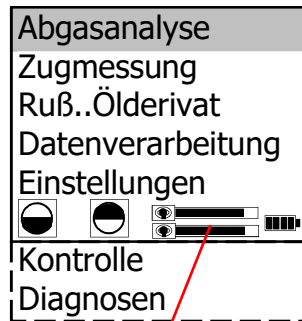 Abgasanalyse
Zugmessung
Ruß..Ölderivat
Datenverarbeitung
Einstellungen
Kontrolle
Diagnosen